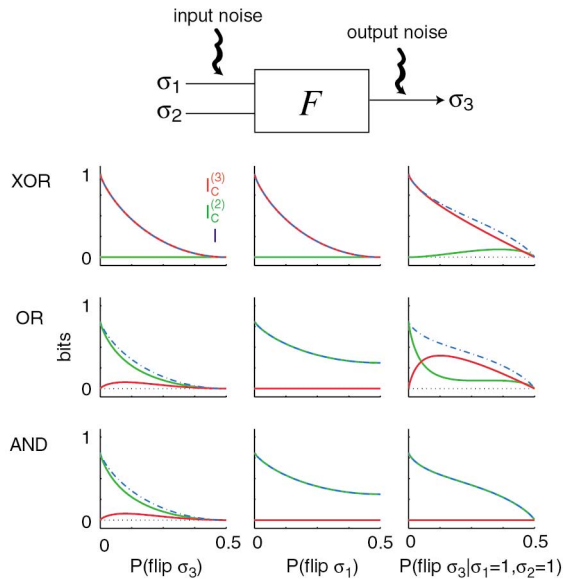 input noise
output noise
σ1
σ2
F
σ3
XOR
1
0
I_C^(3)
I_C^(2)
I
OR
1
0
bits
AND
1
0
0
0.5
0
0.5
0
0.5
P(flip σ3)
P(flip σ1)
P(flip σ3|σ1=1,σ2=1)